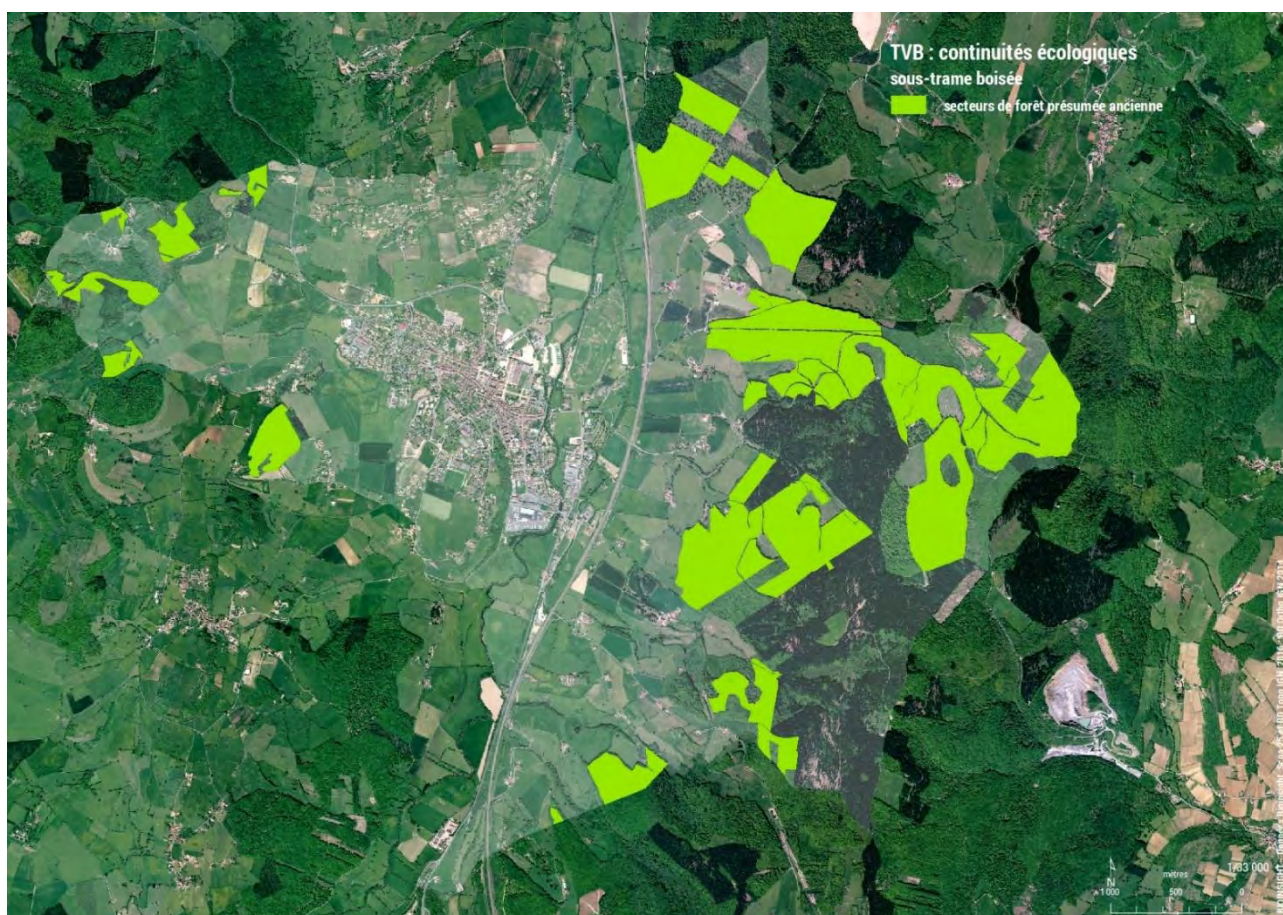 TVB : continuités écologiques
sous-trame boisée
secteurs de forêt présumée ancienne
1/33 000
mètres
N
1 000
500
0